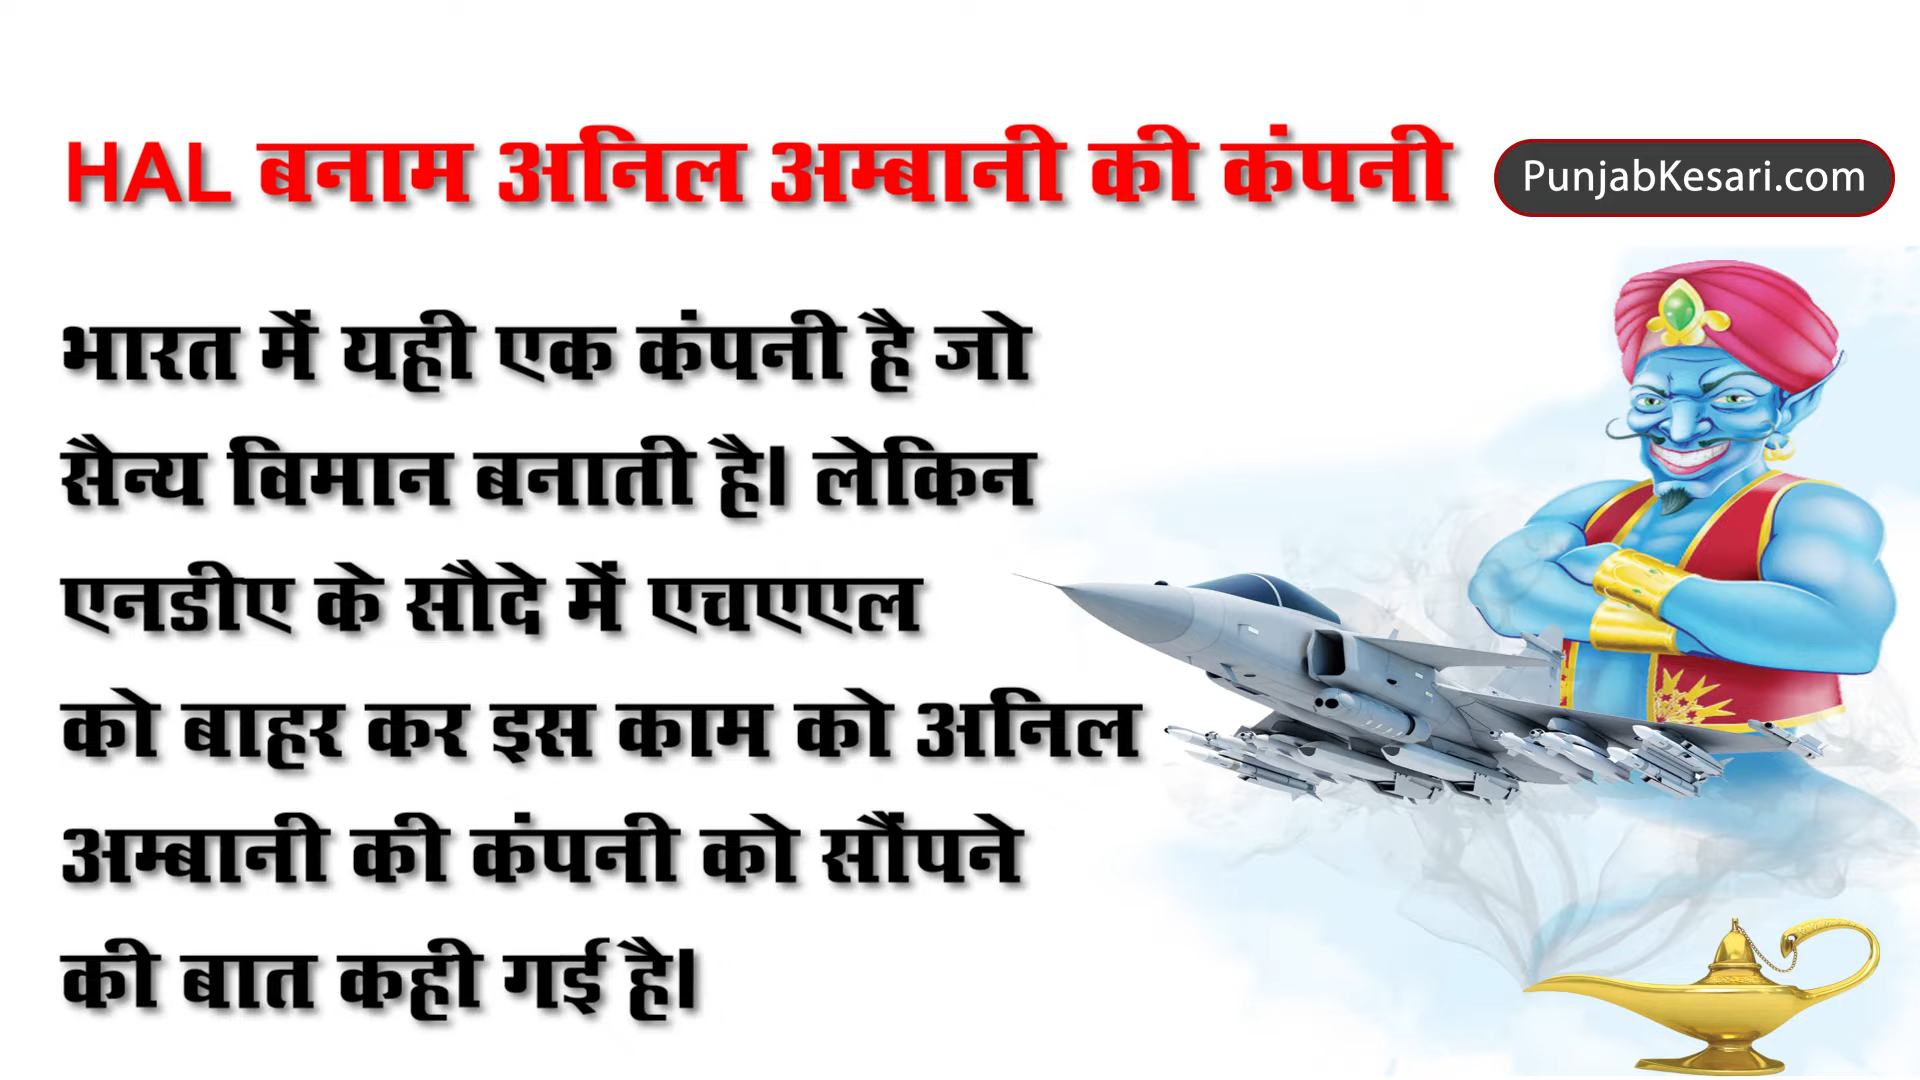 HAL बनाम अनिल अम्बानी की कंपनी
PunjabKesari.com
भारत में यही एक कंपनी है जो
सैन्य विमान बनाती है। लेकिन
एनडीए के सौदे में एचएएल
को बाहर कर इस काम को अनिल
अम्बानी की कंपनी को सौंपने
की बात कही गई है।